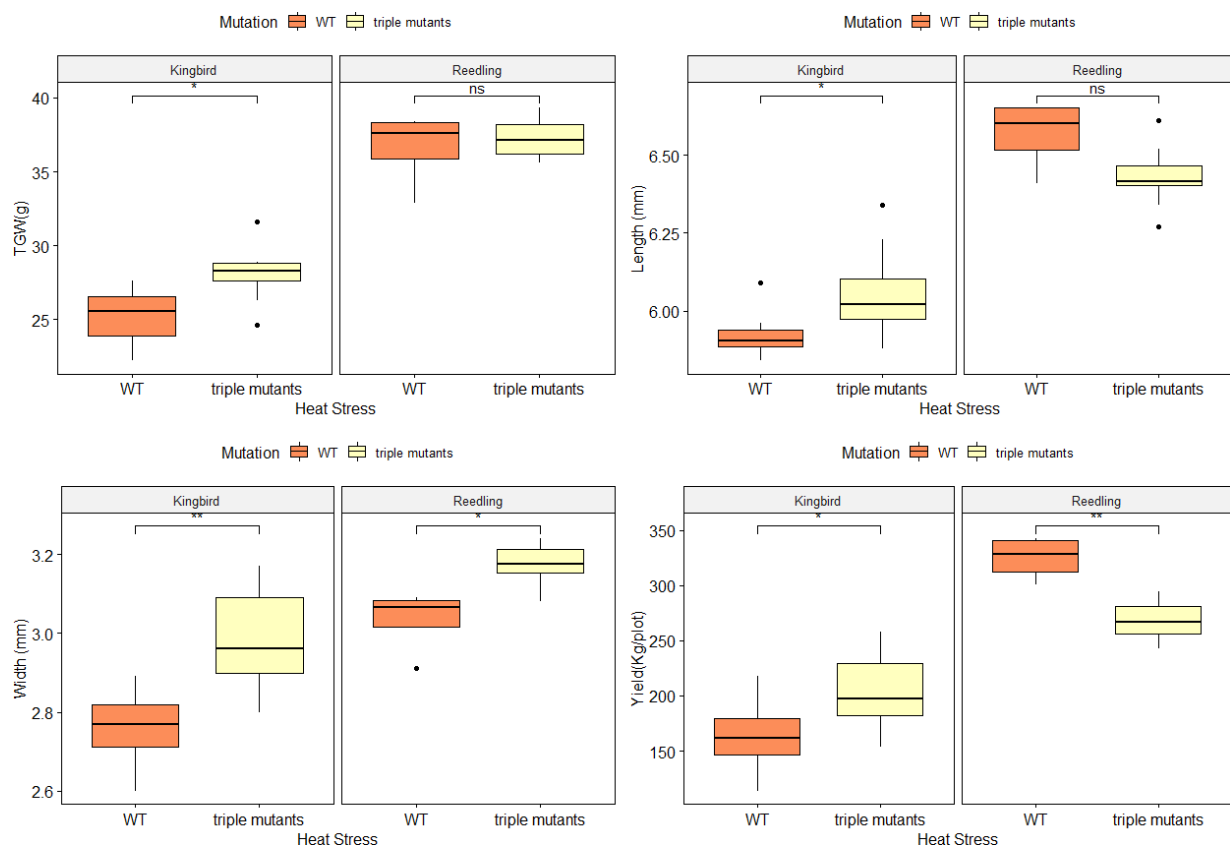 Mutation WT triple mutants
Kingbird Reedling
* ns
40
35
30
25
TGW(g)
WT triple mutants WT triple mutants
Heat Stress
Mutation WT triple mutants
Kingbird Reedling
* ns
6.50
6.25
6.00
Length (mm)
WT triple mutants WT triple mutants
Heat Stress
Mutation WT triple mutants
Kingbird Reedling
** *
3.2
3.0
2.8
2.6
Width (mm)
WT triple mutants WT triple mutants
Heat Stress
Mutation WT triple mutants
Kingbird Reedling
* **
350
300
250
200
150
Yield(Kg/plot)
WT triple mutants WT triple mutants
Heat Stress